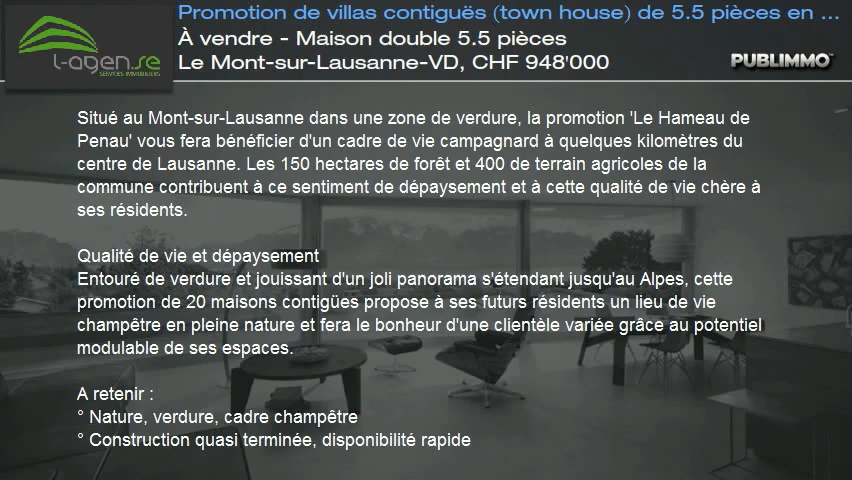 Promotion de villas contiguës (town house) de 5.5 pièces en ...
À vendre - Maison double 5.5 pièces
Le Mont-sur-Lausanne-VD, CHF 948'000
l-agence
SERVICES IMMOBILIERS
PUBLIMMO™
Situé au Mont-sur-Lausanne dans une zone de verdure, la promotion 'Le Hameau de
Penau' vous fera bénéficier d'un cadre de vie campagnard à quelques kilomètres du
centre de Lausanne. Les 150 hectares de forêt et 400 de terrain agricoles de la
commune contribuent à ce sentiment de dépaysement et à cette qualité de vie chère à
ses résidents.
Qualité de vie et dépaysement
Entouré de verdure et jouissant d'un joli panorama s'étendant jusqu'au Alpes, cette
promotion de 20 maisons contigües propose à ses futurs résidents un lieu de vie
champêtre en pleine nature et fera le bonheur d'une clientèle variée grâce au potentiel
modulable de ses espaces.
A retenir :
° Nature, verdure, cadre champêtre
° Construction quasi terminée, disponibilité rapide